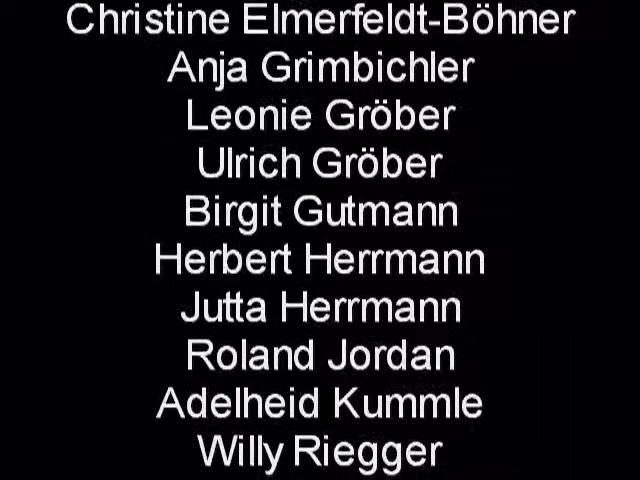 Christine Elmerfeldt-Böhner
Anja Grimbichler
Leonie Gröber
Ulrich Gröber
Birgit Gutmann
Herbert Herrmann
Jutta Herrmann
Roland Jordan
Adelheid Kummle
Willy Riegger